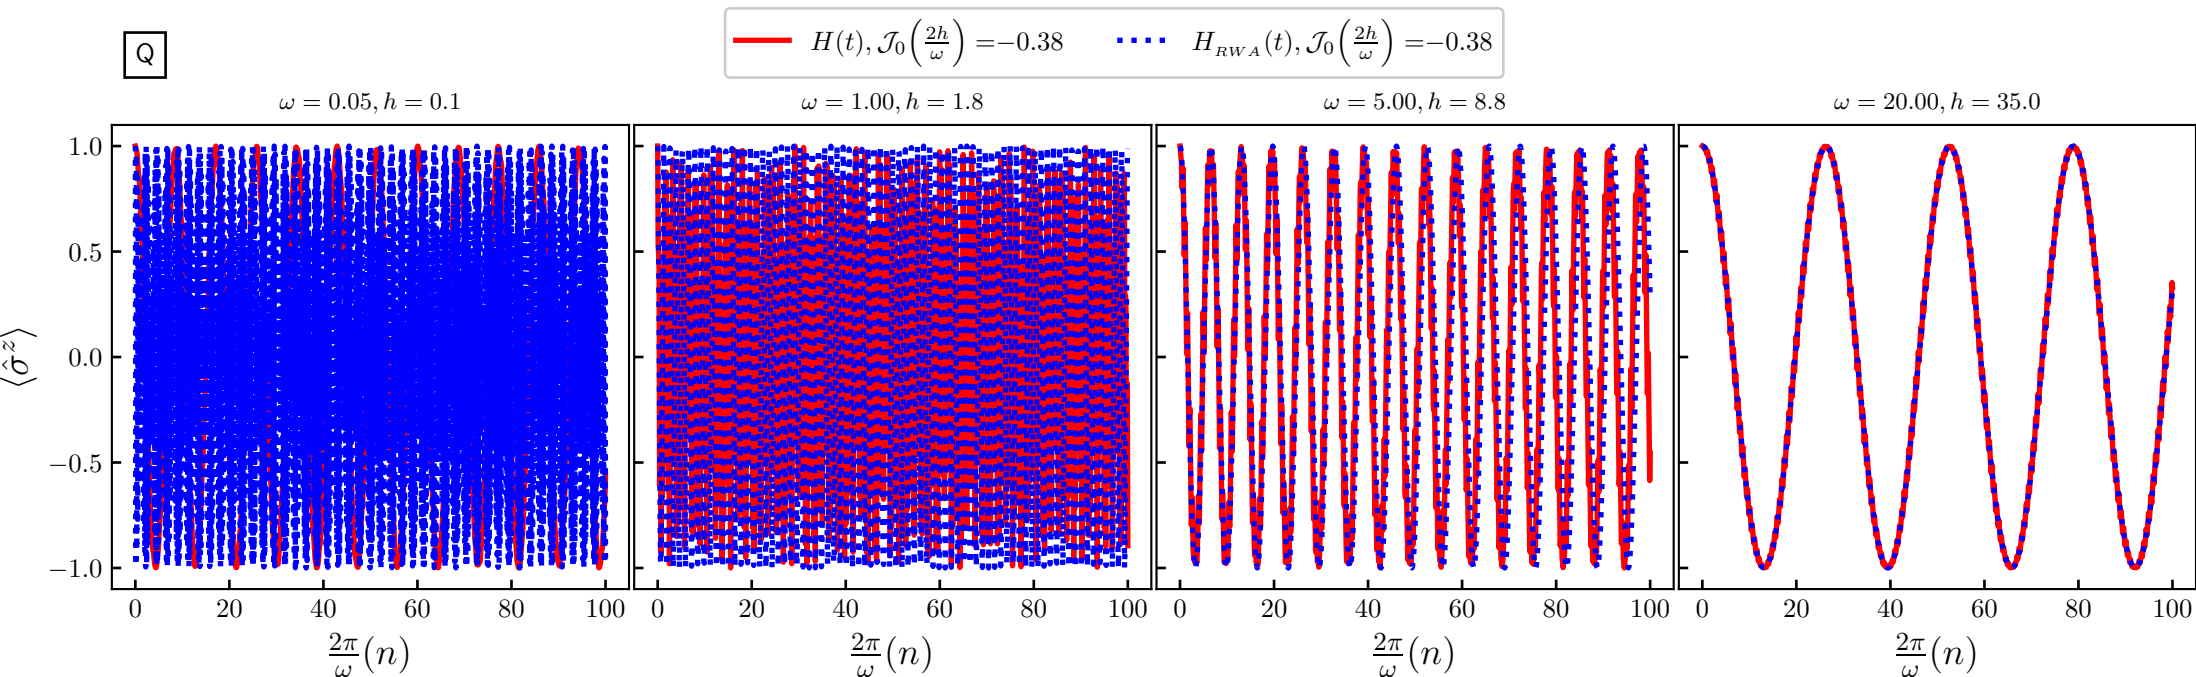 H(t), 𝒥₀(2h/ω) =−0.38 H_RWA(t), 𝒥₀(2h/ω) =−0.38
Q
ω = 0.05, h = 0.1 ω = 1.00, h = 1.8 ω = 5.00, h = 8.8 ω = 20.00, h = 35.0
1.0
0.5
0.0
−0.5
−1.0
⟨σ̂ᶻ⟩
0 20 40 60 80 100 0 20 40 60 80 100 0 20 40 60 80 100 0 20 40 60 80 100
2π/ω (n) 2π/ω (n) 2π/ω (n) 2π/ω (n)